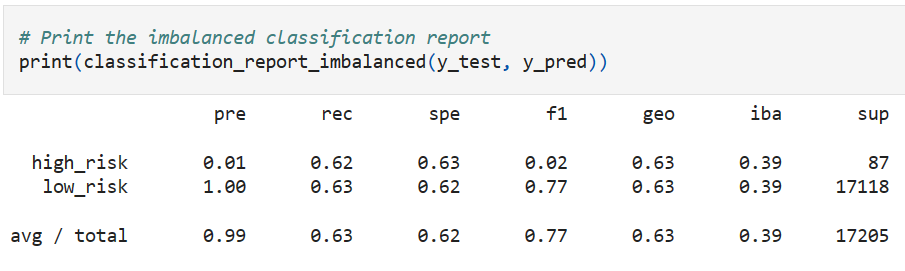 # Print the imbalanced classification report
print(classification_report_imbalanced(y_test, y_pred))
pre rec spe f1 geo iba sup
high_risk 0.01 0.62 0.63 0.02 0.63 0.39 87
low_risk 1.00 0.63 0.62 0.77 0.63 0.39 17118
avg / total 0.99 0.63 0.62 0.77 0.63 0.39 17205